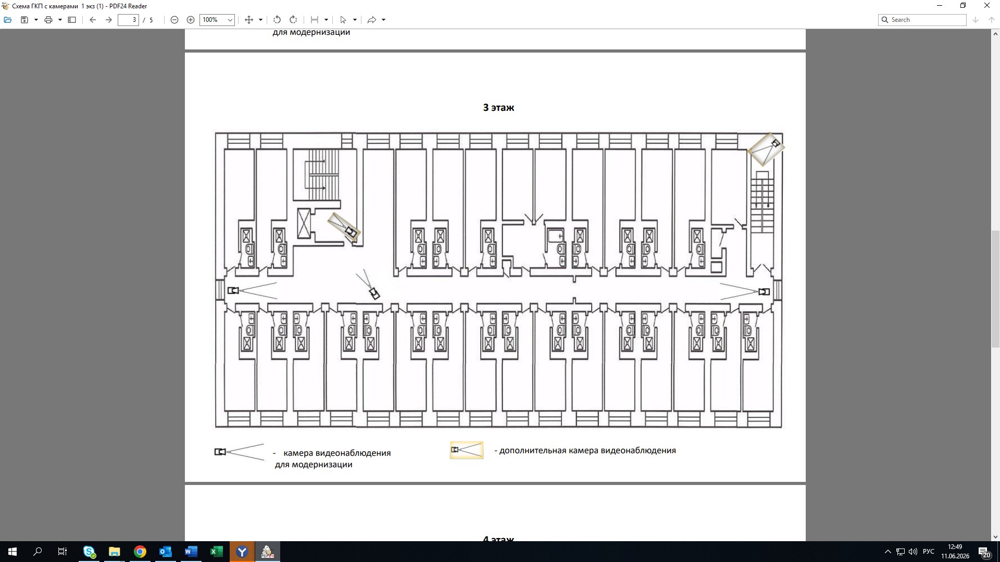 Схема ГКП с камерами 1 экз (1) - PDF24 Reader
3 / 5
100%
Search
для модернизации
3 этаж
- камера видеонаблюдения
для модернизации
- дополнительная камера видеонаблюдения
4 этаж
РУС
12:49
11.06.2026
20
PDF24